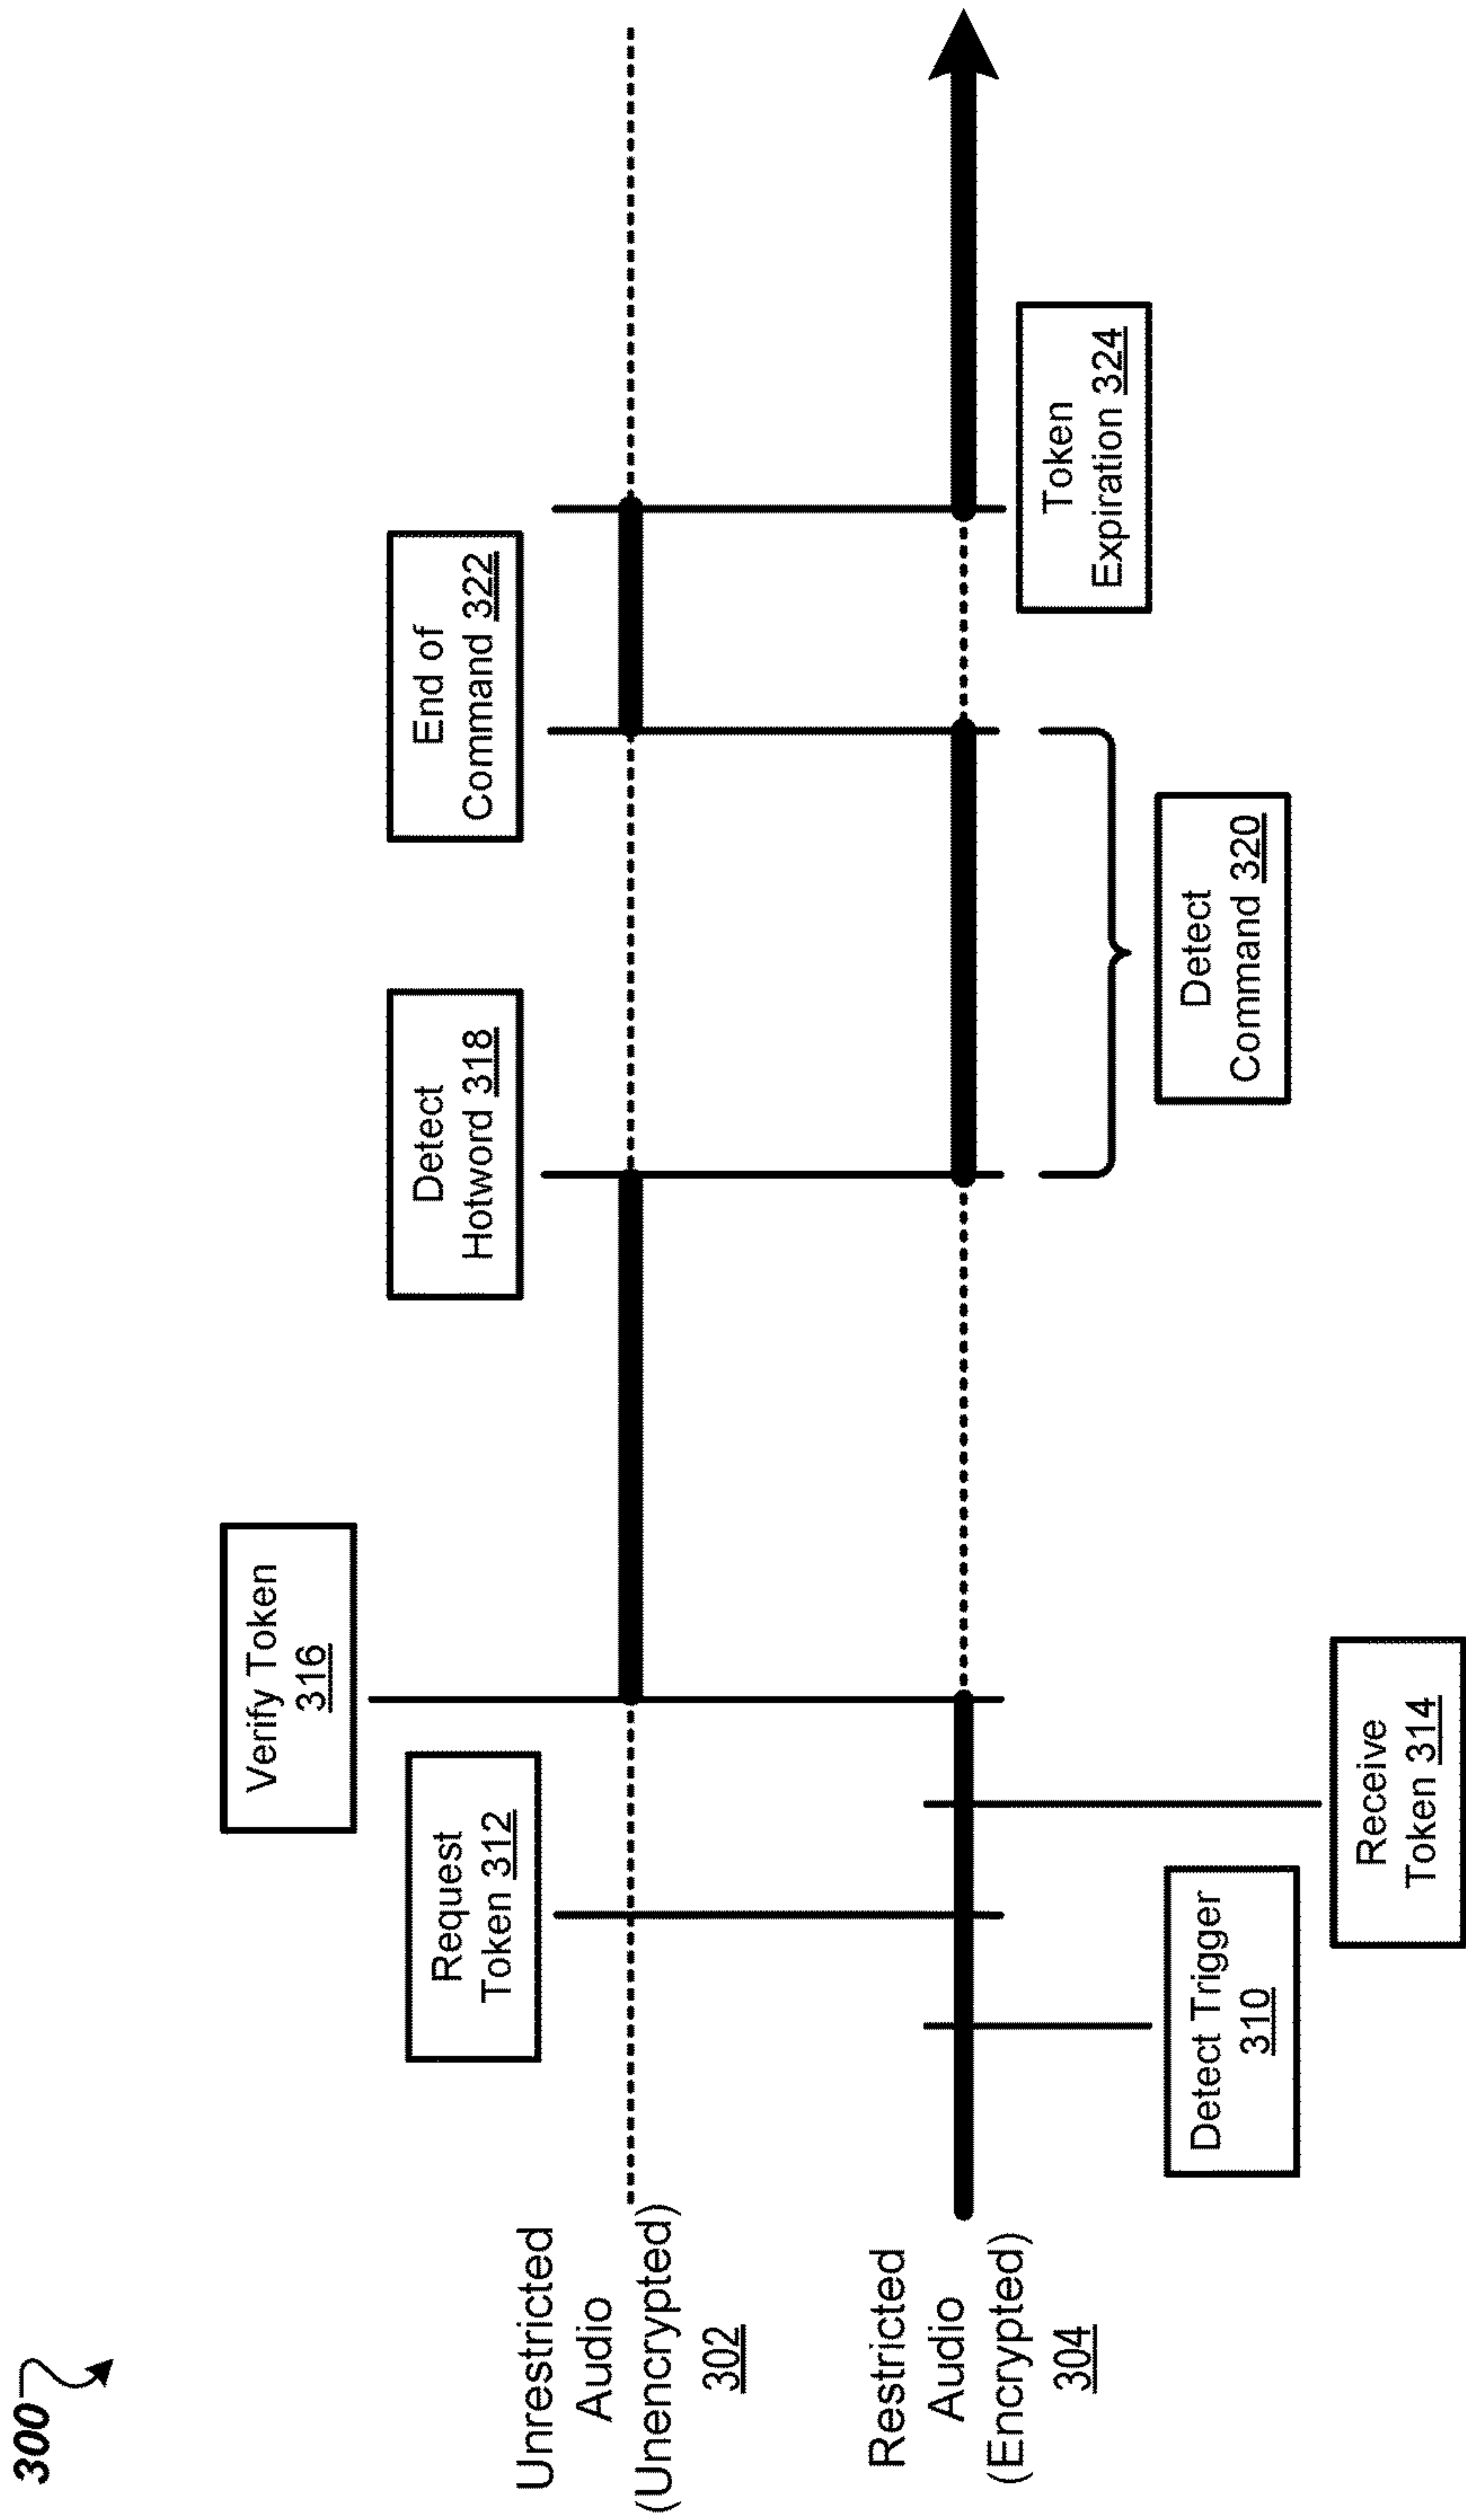 300
Unrestricted
Audio
(Unencrypted)
302
Restricted
Audio
(Encrypted)
304
Detect Trigger
310
Request
Token 312
Receive
Token 314
Verify Token
316
Detect
Hotword 318
Detect
Command 320
End of
Command 322
Token
Expiration 324